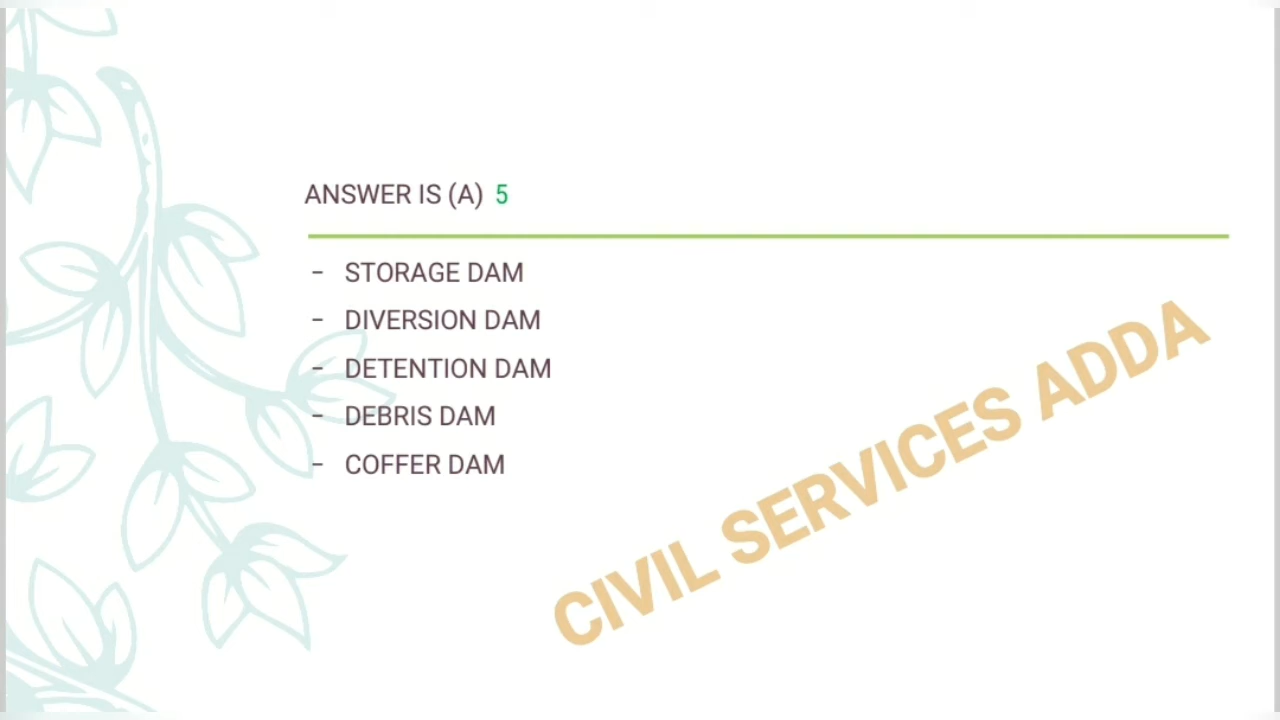 ANSWER IS (A) 5
- STORAGE DAM
- DIVERSION DAM
- DETENTION DAM
- DEBRIS DAM
- COFFER DAM
CIVIL SERVICES ADDA